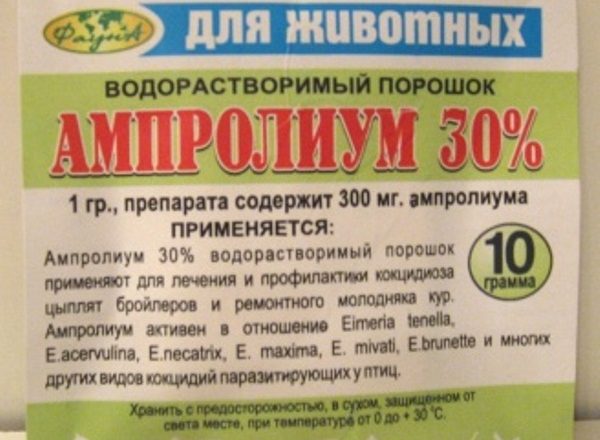 ФаунА
ДЛЯ ЖИВОТНЫХ
ВОДОРАСТВОРИМЫЙ ПОРОШОК
АМПРОЛИУМ 30%
1 гр., препарата содержит 300 мг. ампролиума
ПРИМЕНЯЕТСЯ:
Ампролиум 30% водорастворимый порошок
применяют для лечения и профилактики кокцидиоза
цыплят бройлеров и ремонтного молодняка кур.
Ампролиум активен в отношение Eimeria tenella,
E.acervulina, E.necatrix, E. maxima, E. mivati, E.brunette и многих
других видов кокцидий паразитирующих у птиц.
10
грамма
Хранить с предосторожностью, в сухом, защищенном от
света месте, при температуре от 0 до + 30°С.